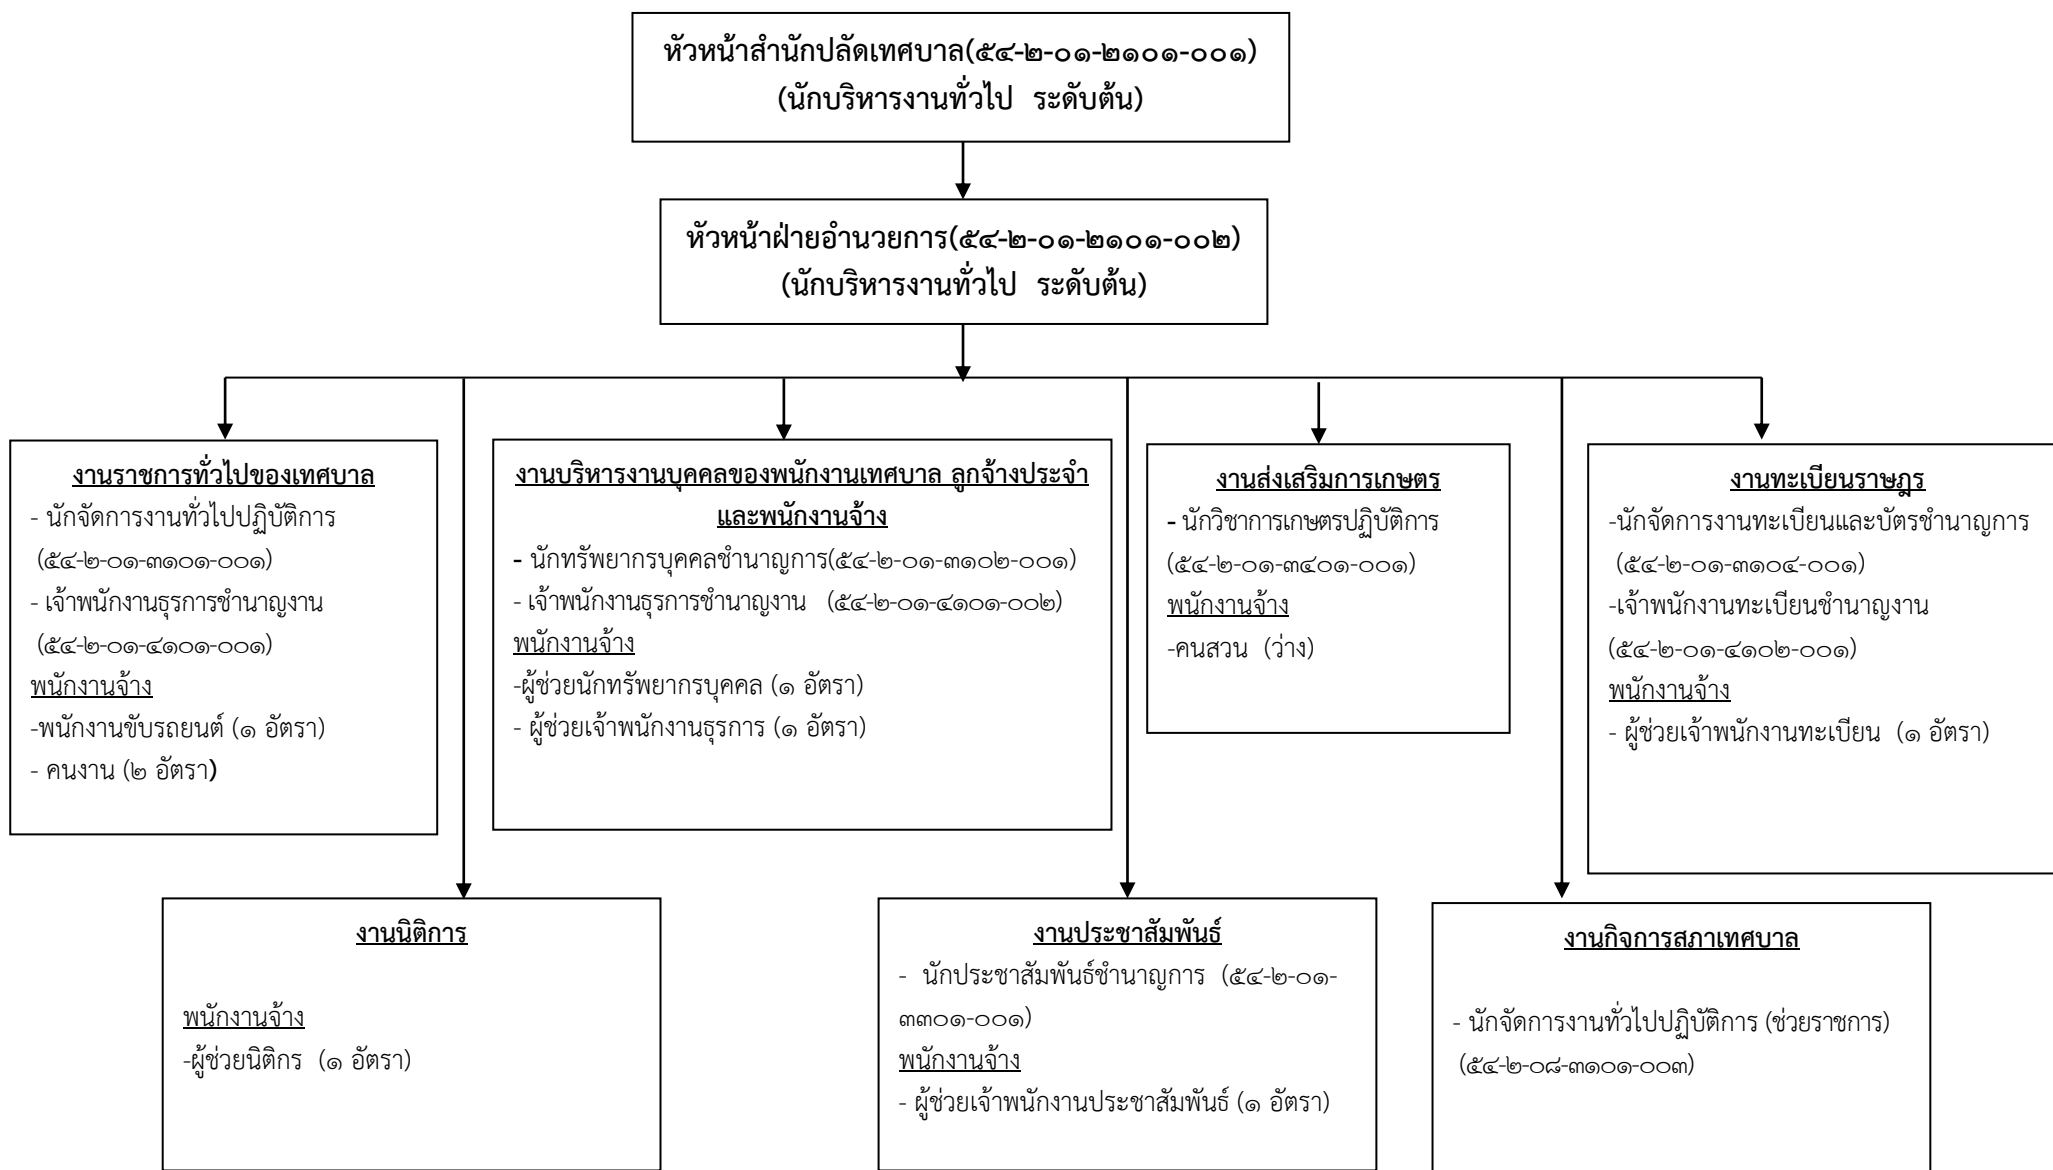 หัวหน้าสำนักปลัดเทศบาล(๕๔-๒-๐๑-๒๑๐๑-๐๐๑)
(นักบริหารงานทั่วไป ระดับต้น)
หัวหน้าฝ่ายอำนวยการ(๕๔-๒-๐๑-๒๑๐๑-๐๐๒)
(นักบริหารงานทั่วไป ระดับต้น)
งานราชการทั่วไปของเทศบาล
- นักจัดการงานทั่วไปปฏิบัติการ
(๕๔-๒-๐๑-๓๑๐๑-๐๐๑)
- เจ้าพนักงานธุรการชำนาญงาน
(๕๔-๒-๐๑-๔๑๐๑-๐๐๑)
พนักงานจ้าง
-พนักงานขับรถยนต์ (๑ อัตรา)
- คนงาน (๒ อัตรา)
งานบริหารงานบุคคลของพนักงานเทศบาล ลูกจ้างประจำ
และพนักงานจ้าง
- นักทรัพยากรบุคคลชำนาญการ(๕๔-๒-๐๑-๓๑๐๒-๐๐๑)
- เจ้าพนักงานธุรการชำนาญงาน (๕๔-๒-๐๑-๔๑๐๑-๐๐๒)
พนักงานจ้าง
-ผู้ช่วยนักทรัพยากรบุคคล (๑ อัตรา)
- ผู้ช่วยเจ้าพนักงานธุรการ (๑ อัตรา)
งานส่งเสริมการเกษตร
- นักวิชาการเกษตรปฏิบัติการ
(๕๔-๒-๐๑-๓๔๐๑-๐๐๑)
พนักงานจ้าง
-คนสวน (ว่าง)
งานทะเบียนราษฎร
-นักจัดการงานทะเบียนและบัตรชำนาญการ
(๕๔-๒-๐๑-๓๑๐๔-๐๐๑)
-เจ้าพนักงานทะเบียนชำนาญงาน
(๕๔-๒-๐๑-๔๑๐๒-๐๐๑)
พนักงานจ้าง
- ผู้ช่วยเจ้าพนักงานทะเบียน (๑ อัตรา)
งานนิติการ
พนักงานจ้าง
-ผู้ช่วยนิติกร (๑ อัตรา)
งานประชาสัมพันธ์
- นักประชาสัมพันธ์ชำนาญการ (๕๔-๒-๐๑-
๓๓๐๑-๐๐๑)
พนักงานจ้าง
- ผู้ช่วยเจ้าพนักงานประชาสัมพันธ์ (๑ อัตรา)
งานกิจการสภาเทศบาล
- นักจัดการงานทั่วไปปฏิบัติการ (ช่วยราชการ)
(๕๔-๒-๐๘-๓๑๐๑-๐๐๓)